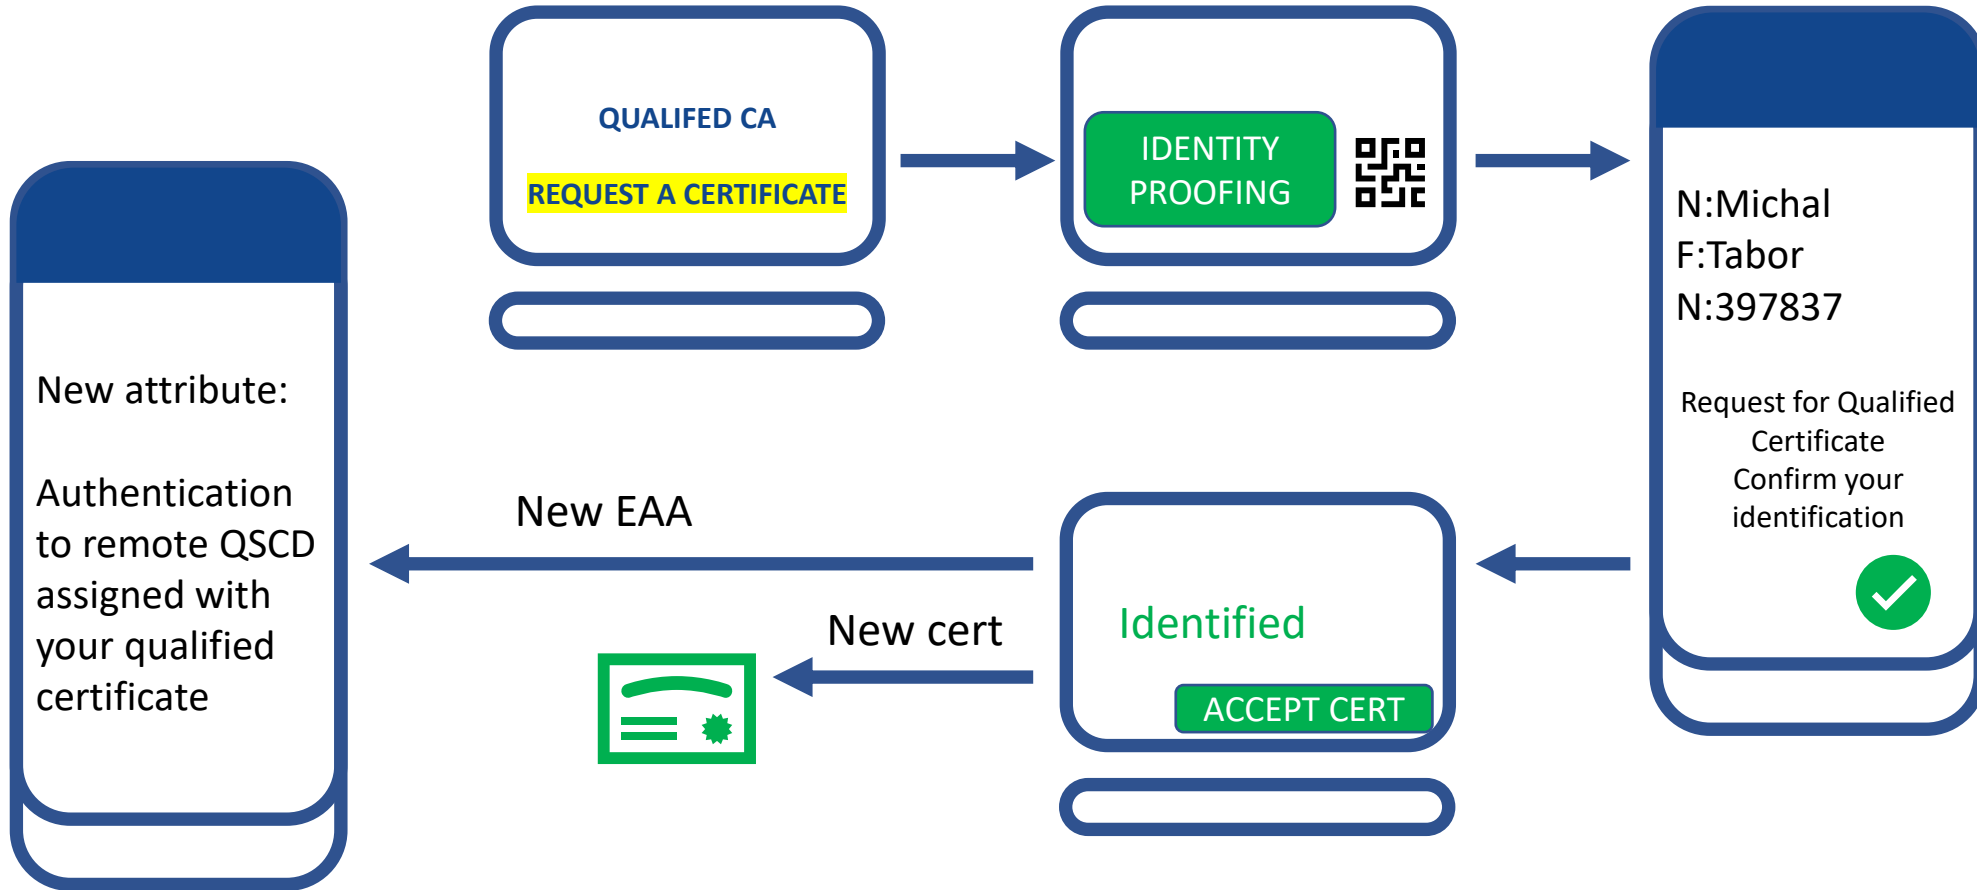 QUALIFED CA
REQUEST A CERTIFICATE
IDENTITY
PROOFING
N:Michal
F:Tabor
N:397837
Request for Qualified
Certificate
Confirm your
identification
Identified
ACCEPT CERT
New EAA
New cert
New attribute:
Authentication
to remote QSCD
assigned with
your qualified
certificate